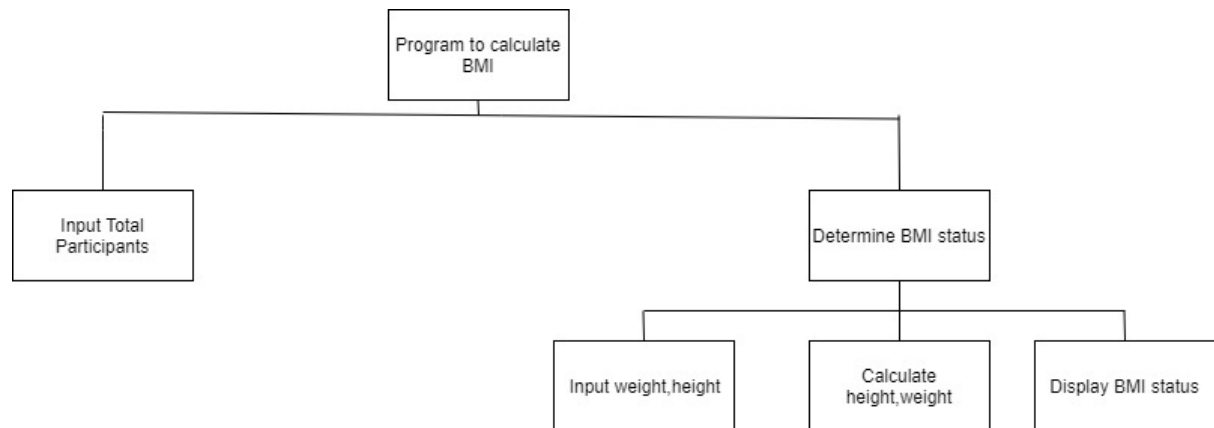 Program to calculate
BMI
Input Total
Participants
Determine BMI status
Input weight,height
Calculate
height,weight
Display BMI status